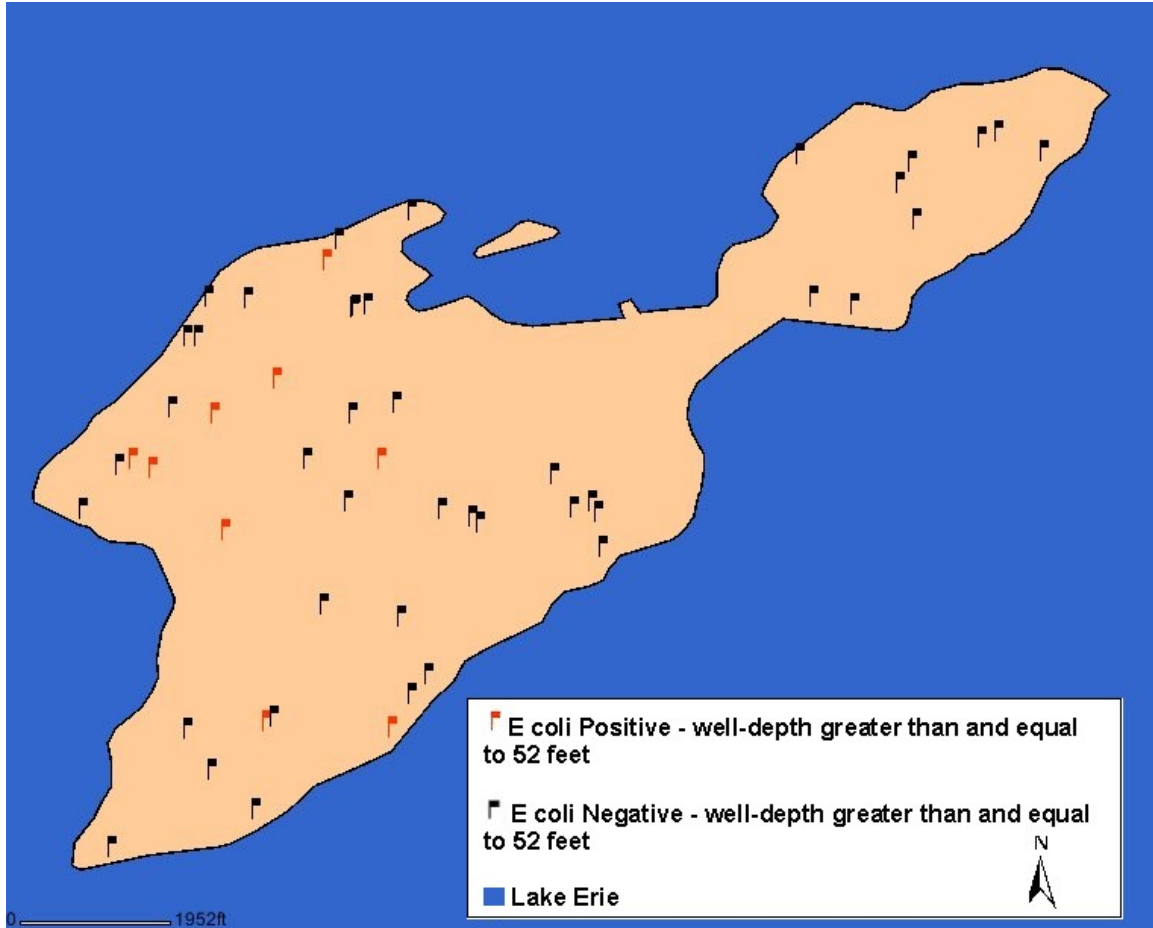 E coli Positive - well-depth greater than and equal
to 52 feet
E coli Negative - well-depth greater than and equal
to 52 feet
N
Lake Erie
0 1952ft